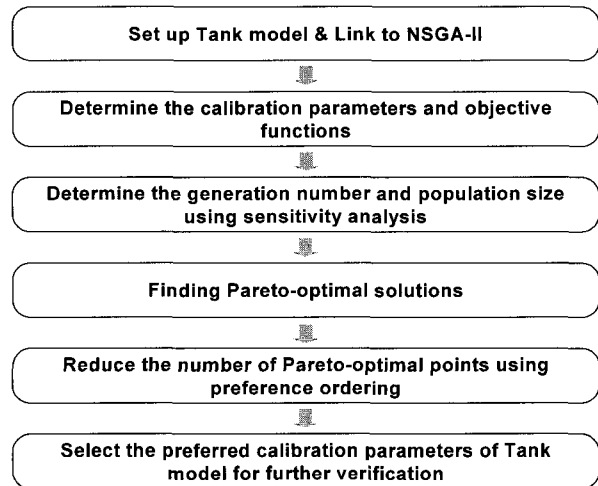 Set up Tank model & Link to NSGA-II
Determine the calibration parameters and objective
functions
Determine the generation number and population size
using sensitivity analysis
Finding Pareto-optimal solutions
Reduce the number of Pareto-optimal points using
preference ordering
Select the preferred calibration parameters of Tank
model for further verification